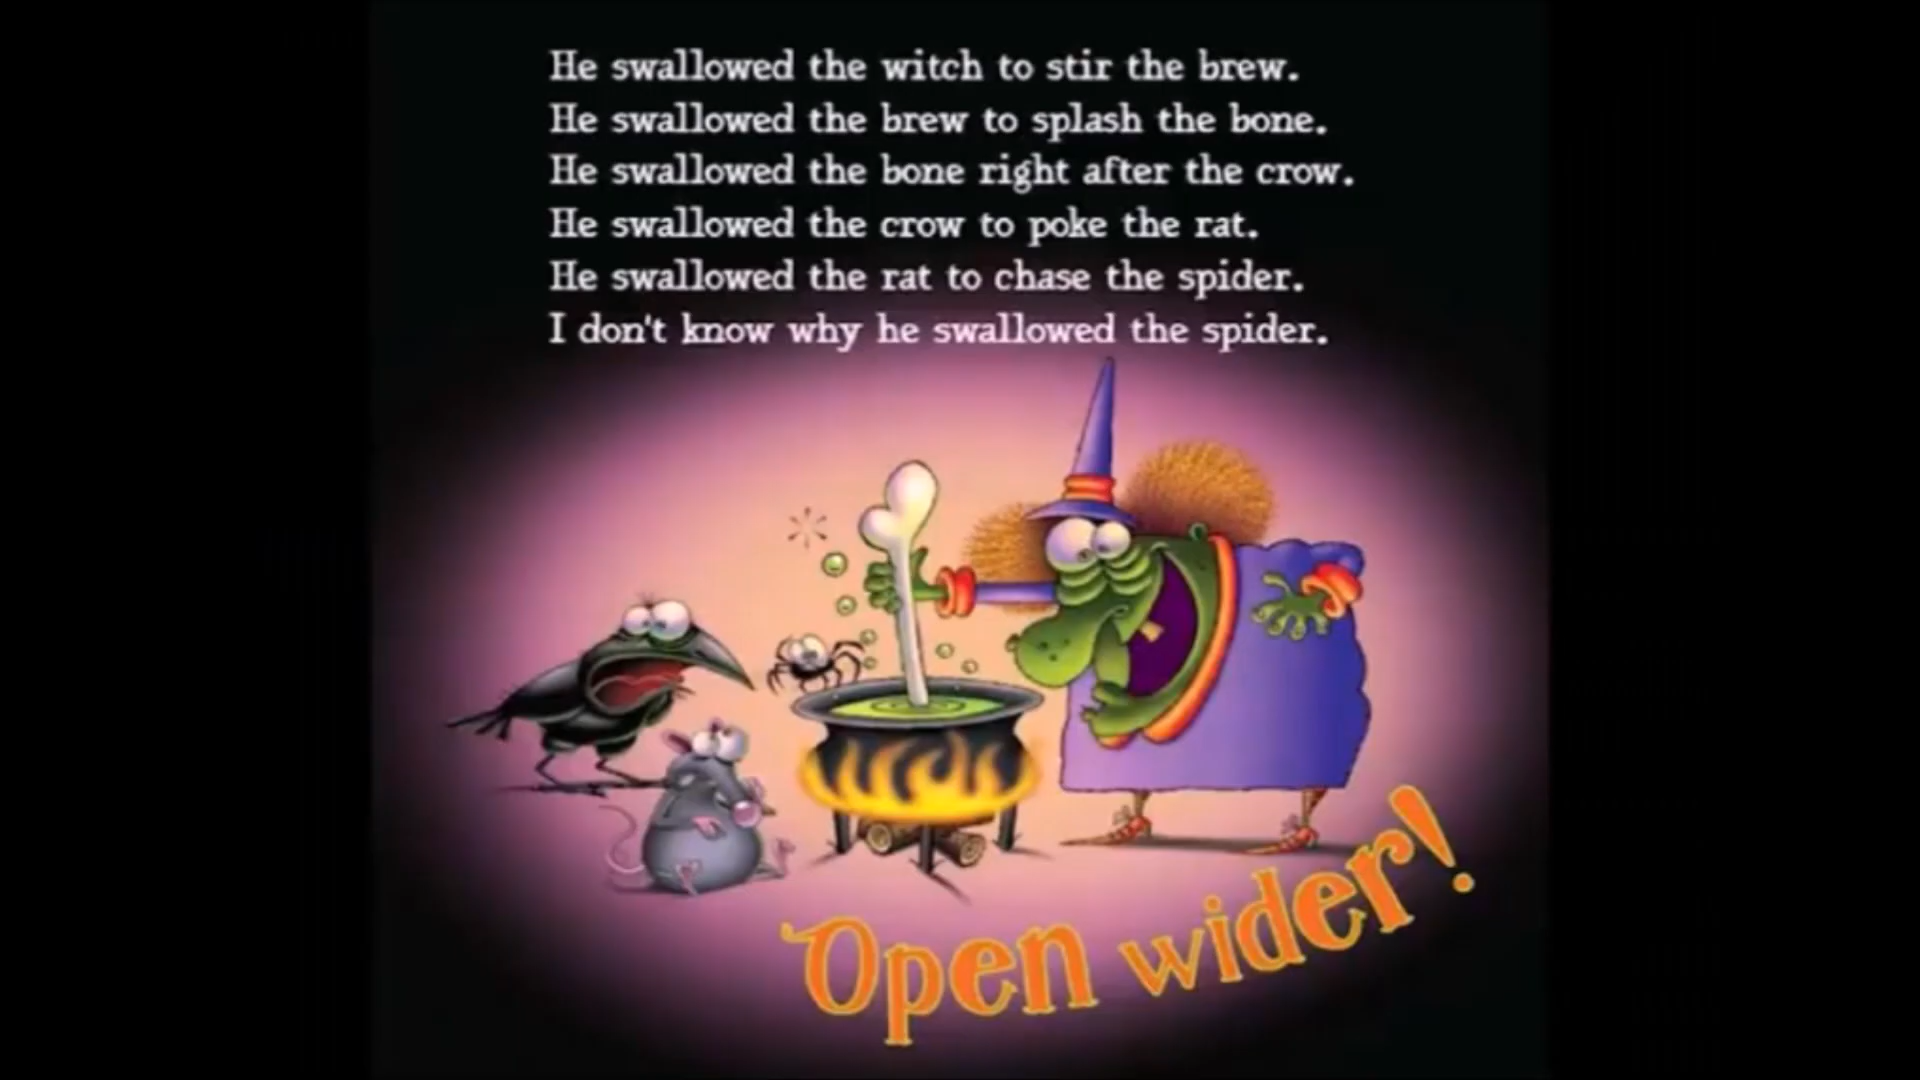 He swallowed the witch to stir the brew.
He swallowed the brew to splash the bone.
He swallowed the bone right after the crow.
He swallowed the crow to poke the rat.
He swallowed the rat to chase the spider.
I don't know why he swallowed the spider.
Open wider!